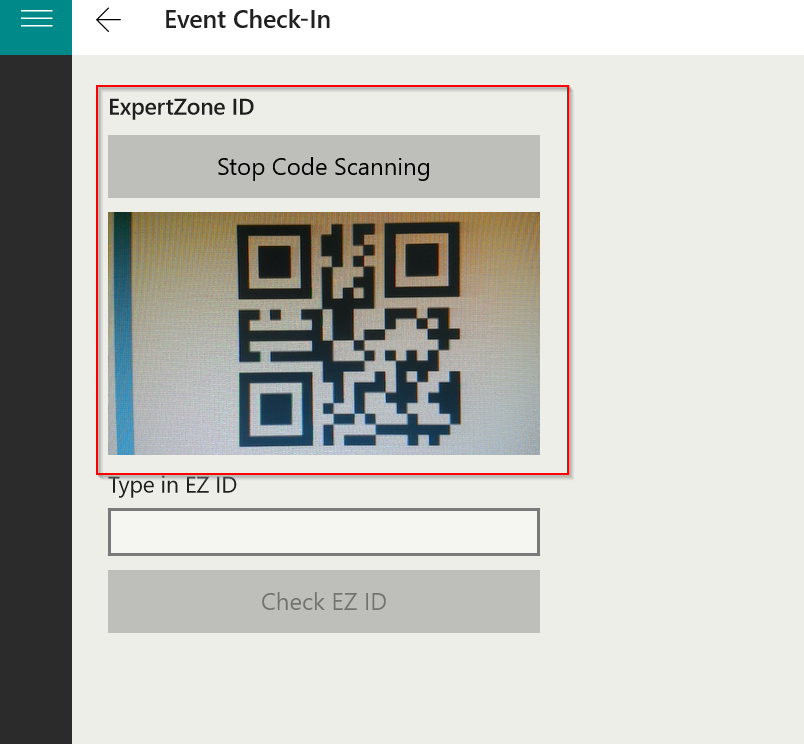 Event Check-In
ExpertZone ID
Stop Code Scanning
Type in EZ ID
Check EZ ID